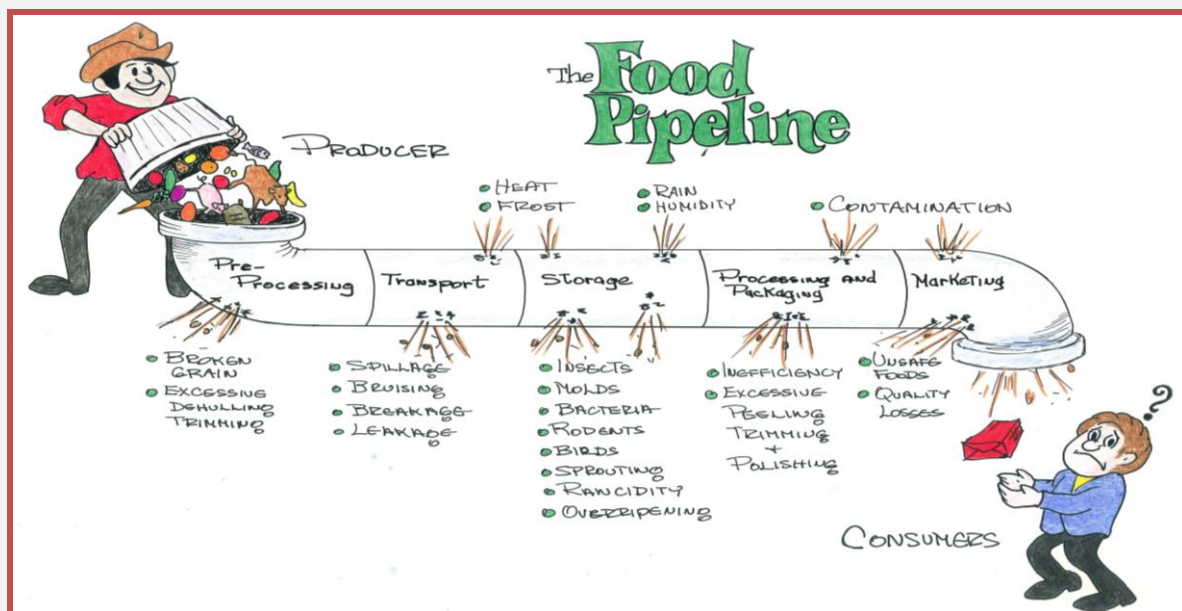 The Food
Pipeline
PRODUCER
HEAT
FROST
RAIN
HUMIDITY
CONTAMINATION
Pre-
Processing
Transport
Storage
Processing and
Packaging
Marketing
BROKEN
GRAIN
EXCESSIVE
DEHULLING
TRIMMING
SPILLAGE
BRUISING
BREAKAGE
LEAKAGE
INSECTS
MOLDS
BACTERIA
RODENTS
BIRDS
SPROUTING
RANCIDITY
OVERRIPENING
INEFFICIENCY
EXCESSIVE
PEELING
TRIMMING
+
POLISHING
UNSAFE
FOODS
QUALITY
LOSSES
?
CONSUMERS